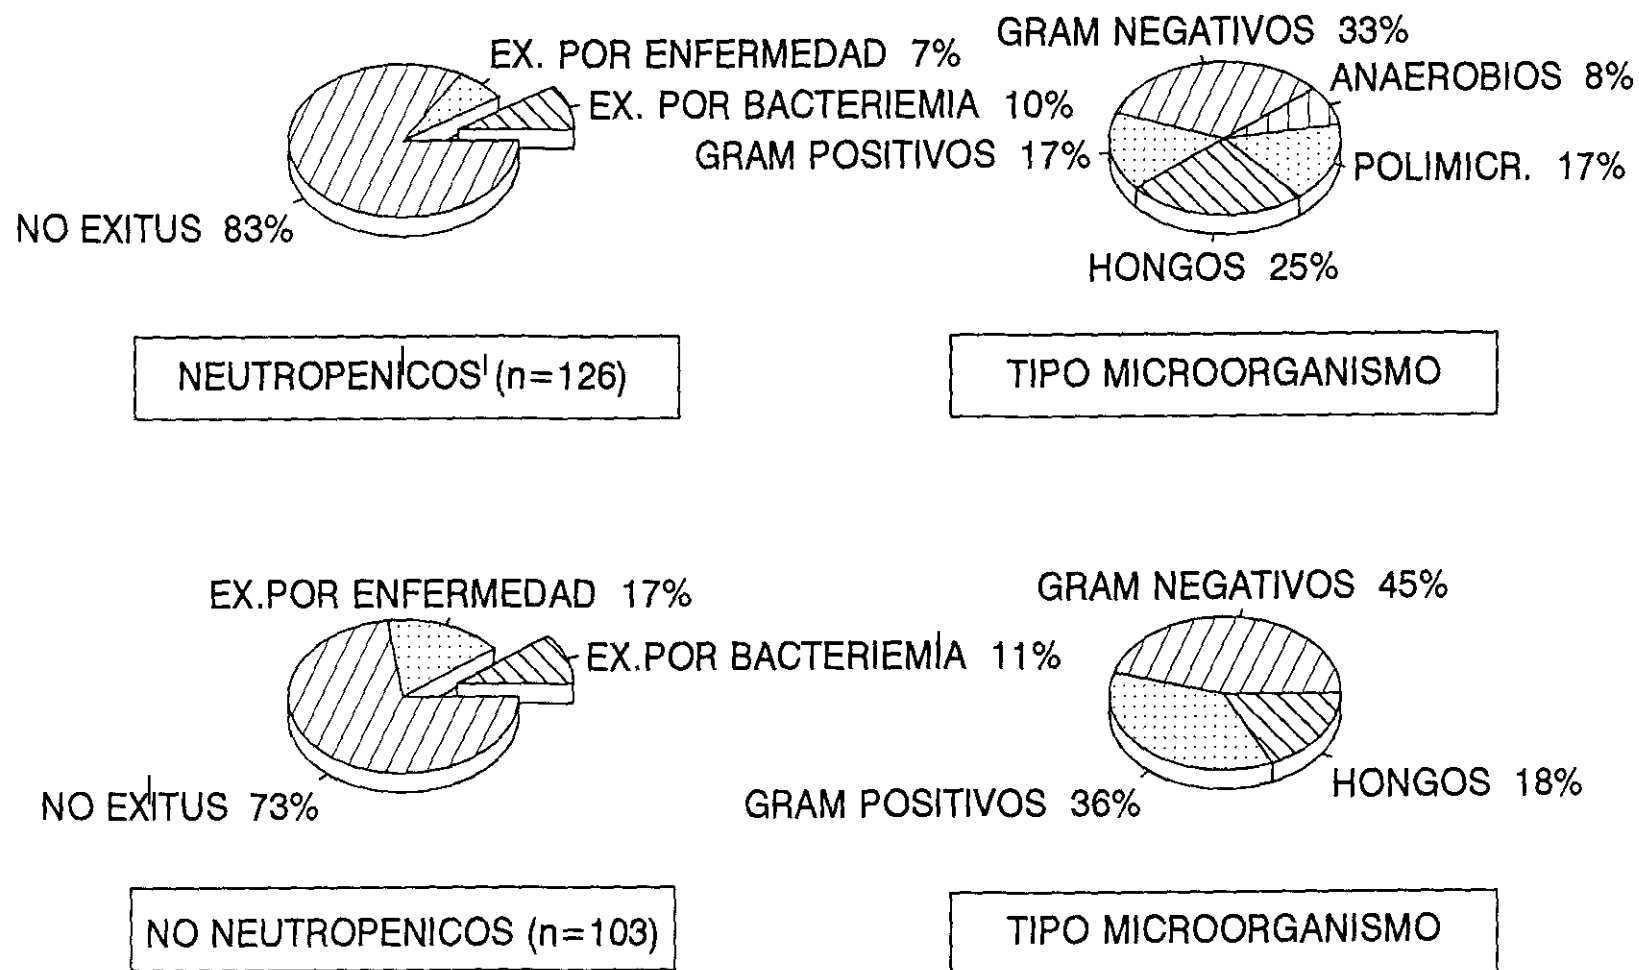 EX. POR ENFERMEDAD 7%
EX. POR BACTERIEMIA 10%
NO EXITUS 83%
GRAM NEGATIVOS 33%
ANAEROBIOS 8%
GRAM POSITIVOS 17%
POLIMICR. 17%
HONGOS 25%
NEUTROPENICOS (n=126)
TIPO MICROORGANISMO
EX.POR ENFERMEDAD 17%
EX.POR BACTERIEMIA 11%
NO EXITUS 73%
GRAM NEGATIVOS 45%
GRAM POSITIVOS 36%
HONGOS 18%
NO NEUTROPENICOS (n=103)
TIPO MICROORGANISMO